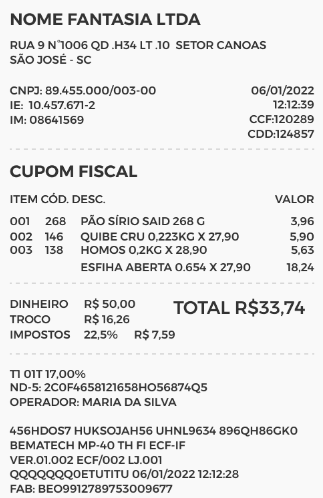 NOME FANTASIA LTDA
RUA 9 N°1006 QD .H34 LT .10 SETOR CANOAS
SÃO JOSÉ - SC
CNPJ: 89.455.000/003-00 06/01/2022
IE: 10.457.671-2 12:12:39
IM: 08641569 CCF:120289
CDD:124857
CUPOM FISCAL
ITEM CÓD. DESC. VALOR
001 268 PÃO SÍRIO SAID 268 G 3,96
002 146 QUIBE CRU 0,223KG X 27,90 5,90
003 138 HOMOS 0,2KG X 28,90 5,63
ESFIHA ABERTA 0.654 X 27,90 18,24
DINHEIRO R$ 50,00 TOTAL R$33,74
TROCO R$ 16,26
IMPOSTOS 22,5% R$ 7,59
T1 01T 17,00%
ND-5: 2C0F4658121658HO56874Q5
OPERADOR: MARIA DA SILVA
456HDOS7 HUKSOJAH56 UHNL9634 896QH86GK0
BEMATECH MP-40 TH FI ECF-IF
VER.01.002 ECF/002 LJ.001
QQQQQQQ0ETUTITU 06/01/2022 12:12:28
FAB: BEO9912789753009677